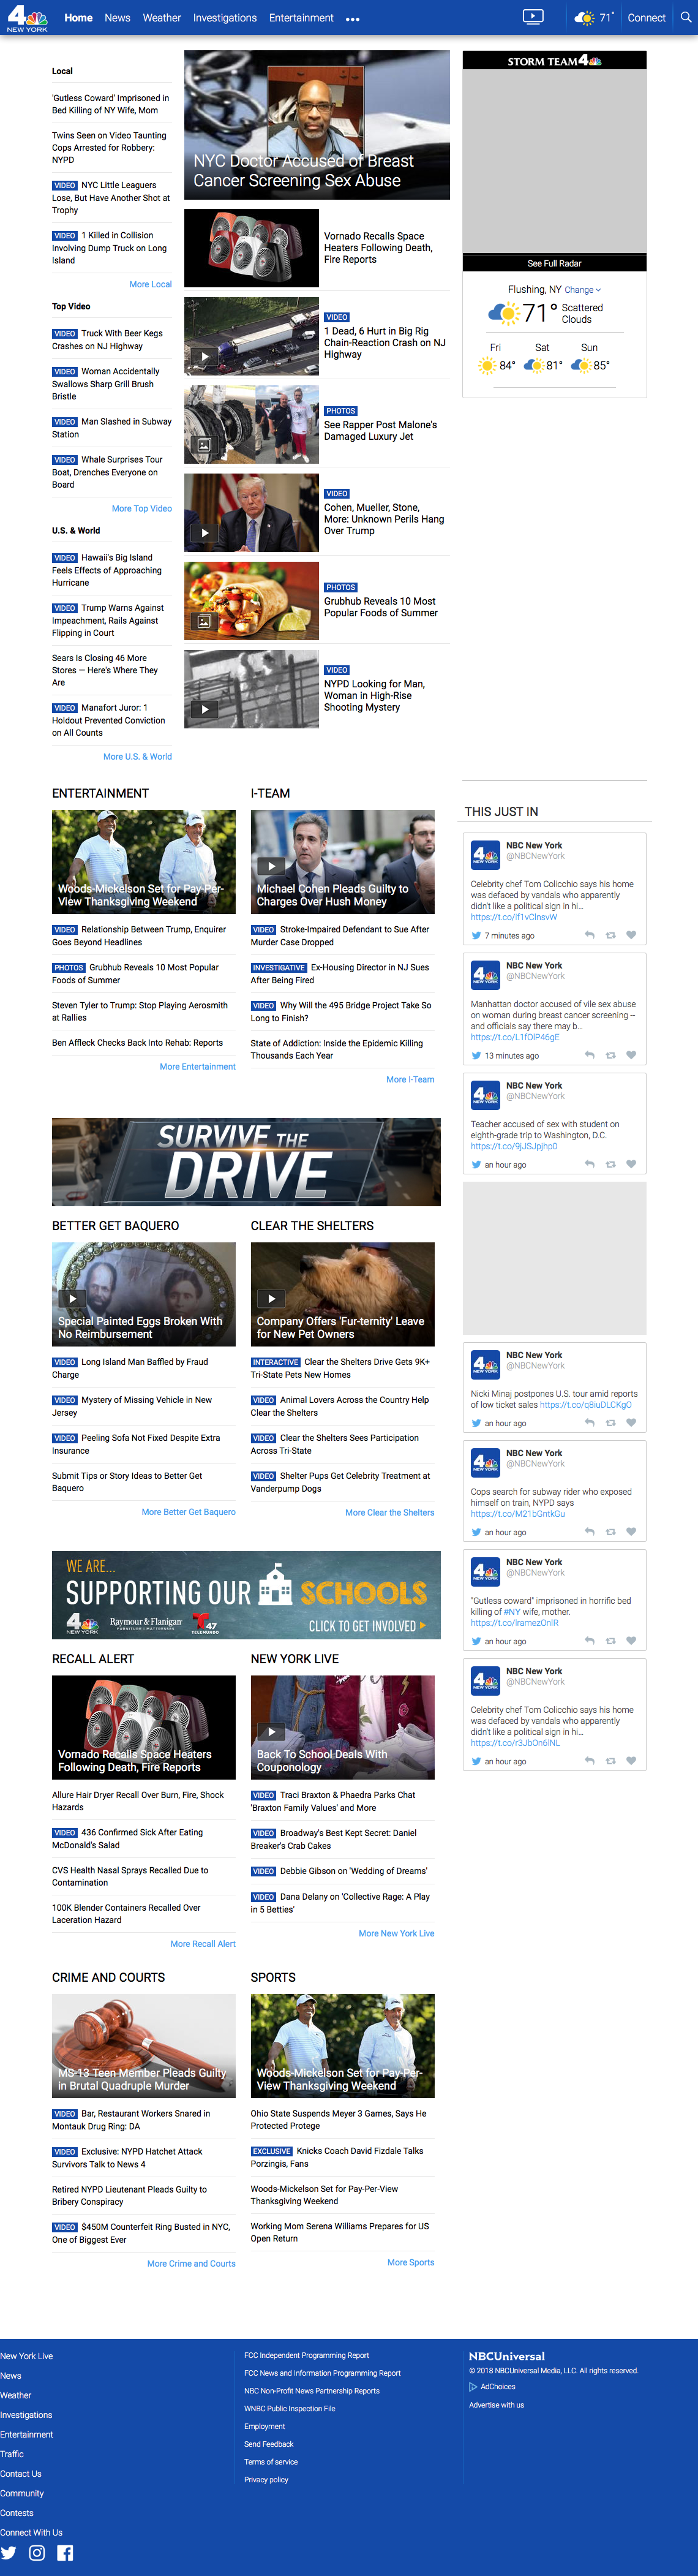 4
NEW YORK
Home News Weather Investigations Entertainment •••
71° Connect
Local
'Gutless Coward' Imprisoned in
Bed Killing of NY Wife, Mom
Twins Seen on Video Taunting
Cops Arrested for Robbery:
NYPD
VIDEO NYC Little Leaguers
Lose, But Have Another Shot at
Trophy
VIDEO 1 Killed in Collision
Involving Dump Truck on Long
Island
More Local
Top Video
VIDEO Truck With Beer Kegs
Crashes on NJ Highway
VIDEO Woman Accidentally
Swallows Sharp Grill Brush
Bristle
VIDEO Man Slashed in Subway
Station
VIDEO Whale Surprises Tour
Boat, Drenches Everyone on
Board
More Top Video
U.S. & World
VIDEO Hawaii's Big Island
Feels Effects of Approaching
Hurricane
VIDEO Trump Warns Against
Impeachment, Rails Against
Flipping in Court
Sears Is Closing 46 More
Stores — Here's Where They
Are
VIDEO Manafort Juror: 1
Holdout Prevented Conviction
on All Counts
More U.S. & World
NYC Doctor Accused of Breast
Cancer Screening Sex Abuse
Vornado Recalls Space
Heaters Following Death,
Fire Reports
VIDEO
1 Dead, 6 Hurt in Big Rig
Chain-Reaction Crash on NJ
Highway
PHOTOS
See Rapper Post Malone's
Damaged Luxury Jet
VIDEO
Cohen, Mueller, Stone,
More: Unknown Perils Hang
Over Trump
PHOTOS
Grubhub Reveals 10 Most
Popular Foods of Summer
VIDEO
NYPD Looking for Man,
Woman in High-Rise
Shooting Mystery
STORM TEAM 4
See Full Radar
Flushing, NY Change
71° Scattered
Clouds
Fri Sat Sun
84° 81° 85°
ENTERTAINMENT
Woods-Mickelson Set for Pay-Per-
View Thanksgiving Weekend
VIDEO Relationship Between Trump, Enquirer
Goes Beyond Headlines
PHOTOS Grubhub Reveals 10 Most Popular
Foods of Summer
Steven Tyler to Trump: Stop Playing Aerosmith
at Rallies
Ben Affleck Checks Back Into Rehab: Reports
More Entertainment
I-TEAM
Michael Cohen Pleads Guilty to
Charges Over Hush Money
VIDEO Stroke-Impaired Defendant to Sue After
Murder Case Dropped
INVESTIGATIVE Ex-Housing Director in NJ Sues
After Being Fired
VIDEO Why Will the 495 Bridge Project Take So
Long to Finish?
State of Addiction: Inside the Epidemic Killing
Thousands Each Year
More I-Team
SURVIVE THE
DRIVE
BETTER GET BAQUERO
Special Painted Eggs Broken With
No Reimbursement
VIDEO Long Island Man Baffled by Fraud
Charge
VIDEO Mystery of Missing Vehicle in New
Jersey
VIDEO Peeling Sofa Not Fixed Despite Extra
Insurance
Submit Tips or Story Ideas to Better Get
Baquero
More Better Get Baquero
CLEAR THE SHELTERS
Company Offers 'Fur-ternity' Leave
for New Pet Owners
INTERACTIVE Clear the Shelters Drive Gets 9K+
Tri-State Pets New Homes
VIDEO Animal Lovers Across the Country Help
Clear the Shelters
VIDEO Clear the Shelters Sees Participation
Across Tri-State
VIDEO Shelter Pups Get Celebrity Treatment at
Vanderpump Dogs
More Clear the Shelters
WE ARE...
SUPPORTING OUR SCHOOLS
4 NEW YORK Raymour & Flanigan FURNITURE | MATTRESSES T 47 TELEMUNDO
CLICK TO GET INVOLVED
RECALL ALERT
Vornado Recalls Space Heaters
Following Death, Fire Reports
Allure Hair Dryer Recall Over Burn, Fire, Shock
Hazards
VIDEO 436 Confirmed Sick After Eating
McDonald's Salad
CVS Health Nasal Sprays Recalled Due to
Contamination
100K Blender Containers Recalled Over
Laceration Hazard
More Recall Alert
NEW YORK LIVE
Back To School Deals With
Couponology
VIDEO Traci Braxton & Phaedra Parks Chat
'Braxton Family Values' and More
VIDEO Broadway's Best Kept Secret: Daniel
Breaker's Crab Cakes
VIDEO Debbie Gibson on 'Wedding of Dreams'
VIDEO Dana Delany on 'Collective Rage: A Play
in 5 Betties'
More New York Live
CRIME AND COURTS
MS-13 Teen Member Pleads Guilty
in Brutal Quadruple Murder
VIDEO Bar, Restaurant Workers Snared in
Montauk Drug Ring: DA
VIDEO Exclusive: NYPD Hatchet Attack
Survivors Talk to News 4
Retired NYPD Lieutenant Pleads Guilty to
Bribery Conspiracy
VIDEO $450M Counterfeit Ring Busted in NYC,
One of Biggest Ever
More Crime and Courts
SPORTS
Woods-Mickelson Set for Pay-Per-
View Thanksgiving Weekend
Ohio State Suspends Meyer 3 Games, Says He
Protected Protege
EXCLUSIVE Knicks Coach David Fizdale Talks
Porzingis, Fans
Woods-Mickelson Set for Pay-Per-View
Thanksgiving Weekend
Working Mom Serena Williams Prepares for US
Open Return
More Sports
THIS JUST IN
NBC New York
@NBCNewYork
Celebrity chef Tom Colicchio says his home
was defaced by vandals who apparently
didn't like a political sign in hi...
https://t.co/if1vClnsvW
7 minutes ago
NBC New York
@NBCNewYork
Manhattan doctor accused of vile sex abuse
on woman during breast cancer screening --
and officials say there may b...
https://t.co/L1fOlP46gE
13 minutes ago
NBC New York
@NBCNewYork
Teacher accused of sex with student on
eighth-grade trip to Washington, D.C.
https://t.co/9jJSJpjhp0
an hour ago
NBC New York
@NBCNewYork
Nicki Minaj postpones U.S. tour amid reports
of low ticket sales https://t.co/q8iuDLCKgO
an hour ago
NBC New York
@NBCNewYork
Cops search for subway rider who exposed
himself on train, NYPD says
https://t.co/M21bGntkGu
an hour ago
NBC New York
@NBCNewYork
"Gutless coward" imprisoned in horrific bed
killing of #NY wife, mother.
https://t.co/iramezOnlR
an hour ago
NBC New York
@NBCNewYork
Celebrity chef Tom Colicchio says his home
was defaced by vandals who apparently
didn't like a political sign in hi...
https://t.co/r3JbOn6lNL
an hour ago
New York Live
News
Weather
Investigations
Entertainment
Traffic
Contact Us
Community
Contests
Connect With Us
FCC Independent Programming Report
FCC News and Information Programming Report
NBC Non-Profit News Partnership Reports
WNBC Public Inspection File
Employment
Send Feedback
Terms of service
Privacy policy
NBCUniversal
© 2018 NBCUniversal Media, LLC. All rights reserved.
AdChoices
Advertise with us